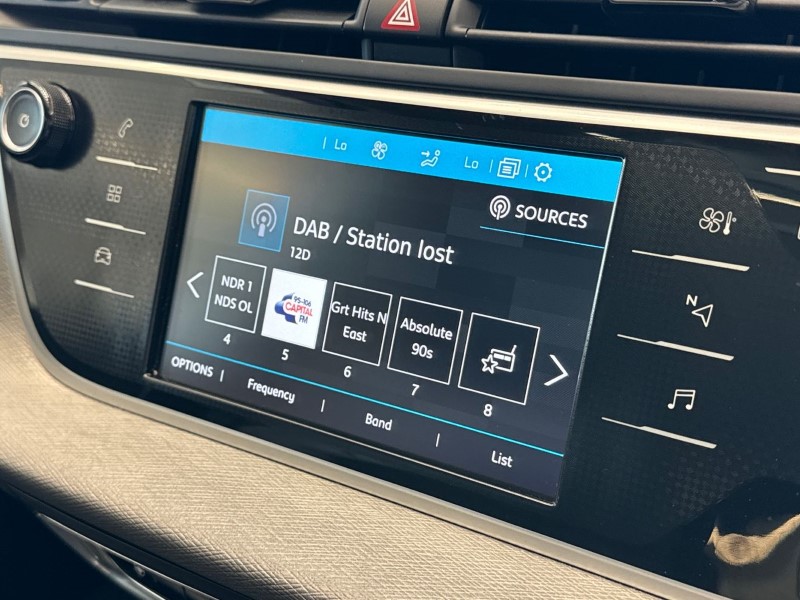 Lo
Lo
SOURCES
DAB / Station lost
12D
NDR 1
NDS OL
4
95-106
CAPITAL
FM
5
Grt Hits N
East
6
Absolute
90s
7
8
OPTIONS
Frequency
Band
List
N